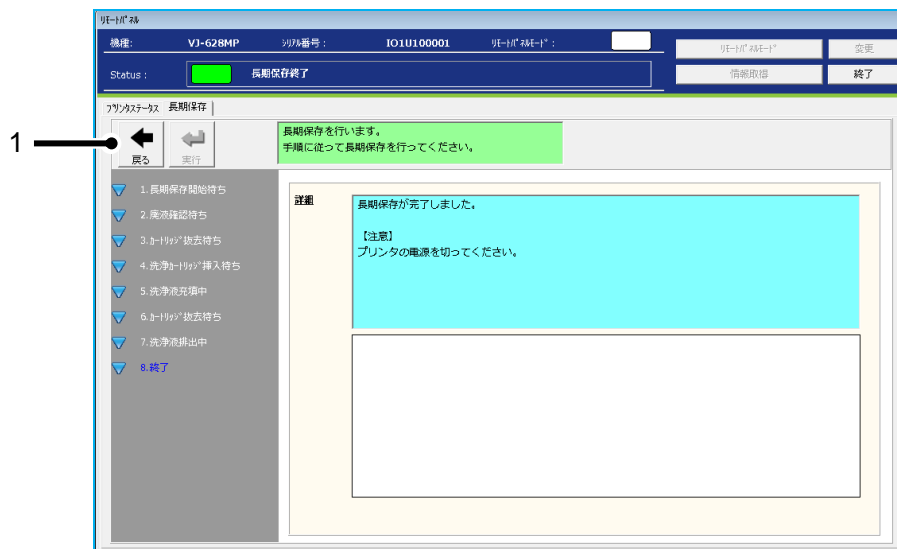 ﾘﾓｰﾄﾊﾟﾈﾙ
機種: VJ-628MP ｼﾘｱﾙ番号 : IO1U100001 ﾘﾓｰﾄﾊﾟﾈﾙﾓｰﾄﾞ :
ﾘﾓｰﾄﾊﾟﾈﾙﾓｰﾄﾞ 変更
Status : 長期保存終了
情報取得 終了
ﾌﾟﾘﾝﾀｽﾃｰﾀｽ 長期保存
1
戻る 実行
長期保存を行います。
手順に従って長期保存を行ってください。
1.長期保存開始待ち
2.廃液確認待ち
3.ｶｰﾄﾘｯｼﾞ抜去待ち
4.洗浄ｶｰﾄﾘｯｼﾞ挿入待ち
5.洗浄液充填中
6.ｶｰﾄﾘｯｼﾞ抜去待ち
7.洗浄液排出中
8.終了
詳細
長期保存が完了しました。
【注意】
プリンタの電源を切ってください。